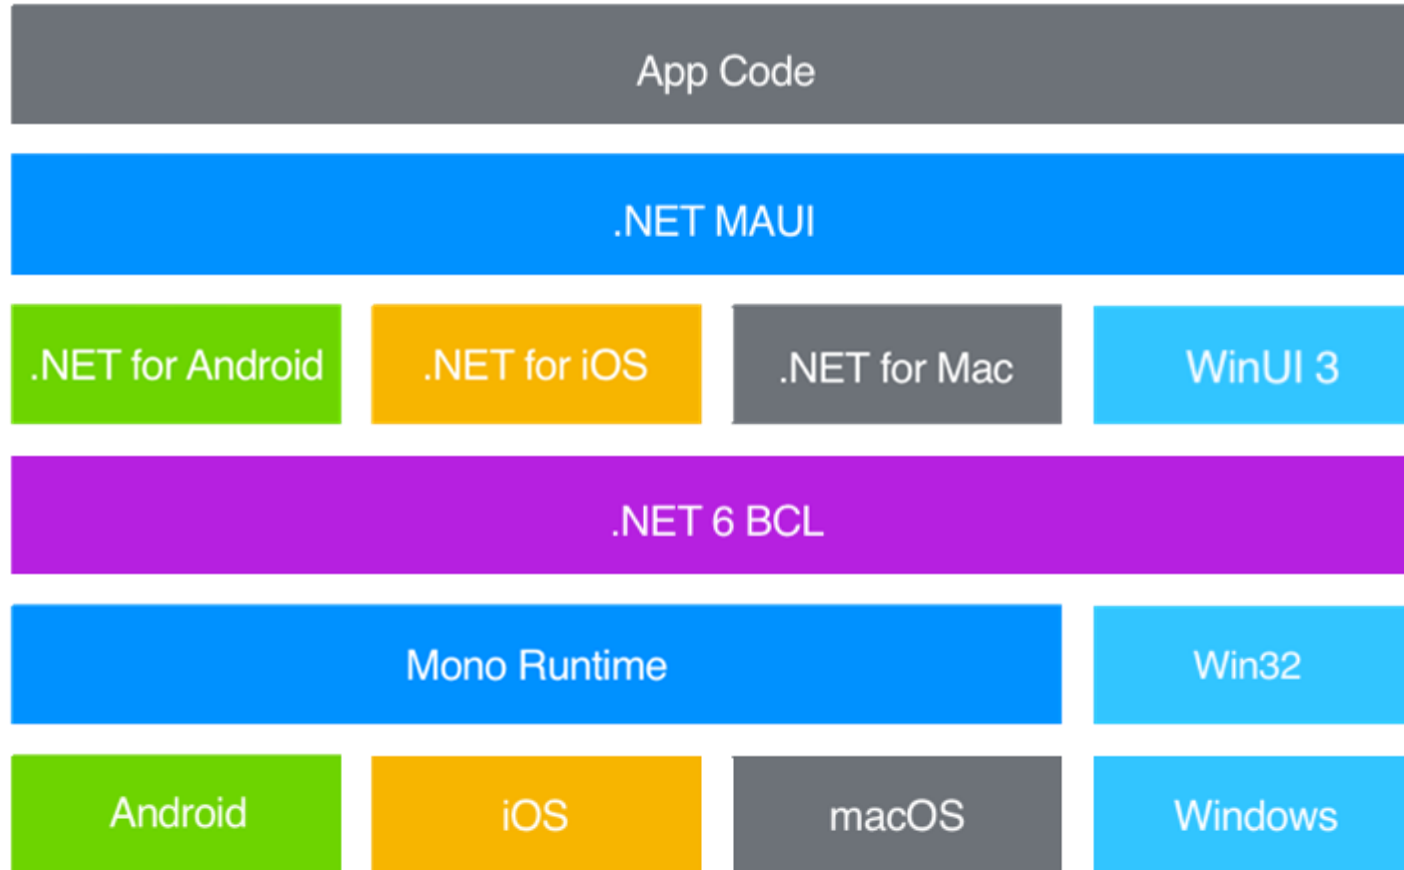 App Code
.NET MAUI
.NET for Android
.NET for iOS
.NET for Mac
WinUI 3
.NET 6 BCL
Mono Runtime
Win32
Android
iOS
macOS
Windows